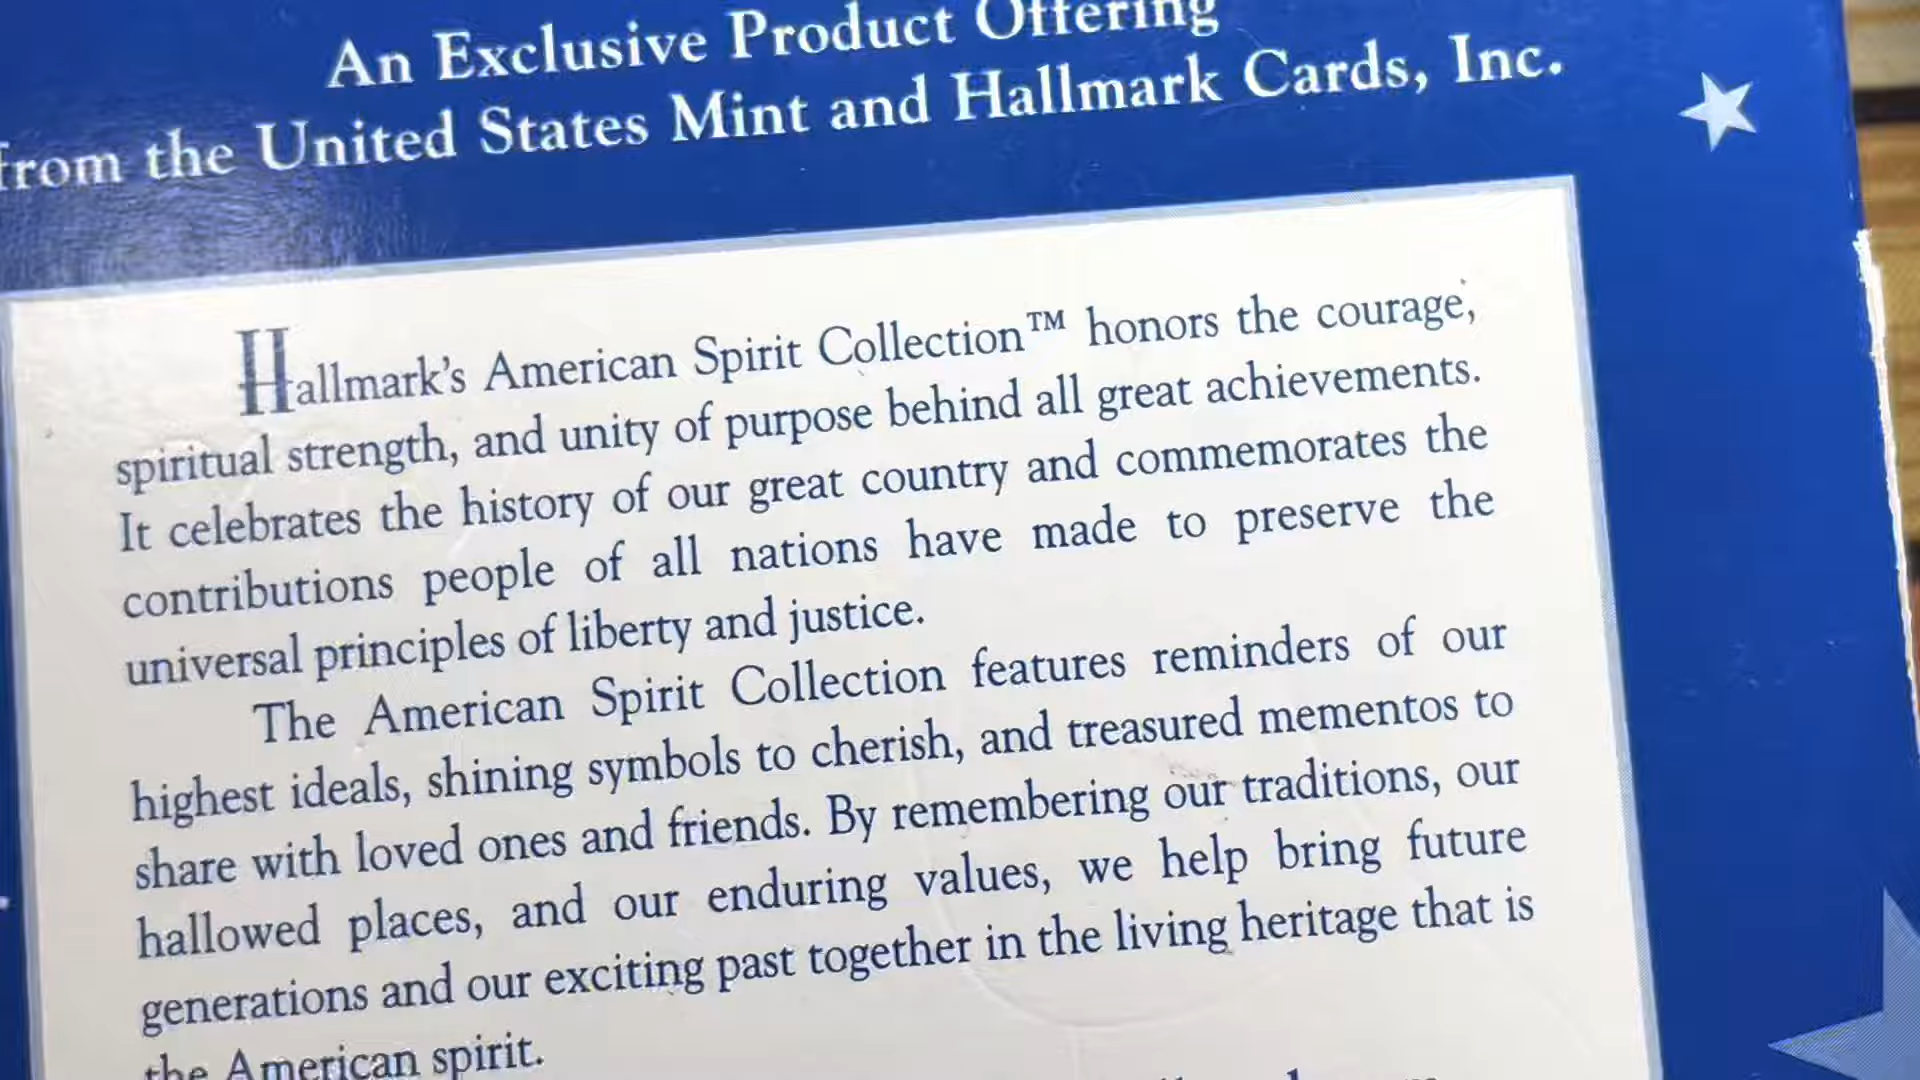 An Exclusive Product Offering
from the United States Mint and Hallmark Cards, Inc.
Hallmark's American Spirit Collection™ honors the courage,
spiritual strength, and unity of purpose behind all great achievements.
It celebrates the history of our great country and commemorates the
contributions people of all nations have made to preserve the
universal principles of liberty and justice.
The American Spirit Collection features reminders of our
highest ideals, shining symbols to cherish, and treasured mementos to
share with loved ones and friends. By remembering our traditions, our
hallowed places, and our enduring values, we help bring future
generations and our exciting past together in the living heritage that is
the American spirit.